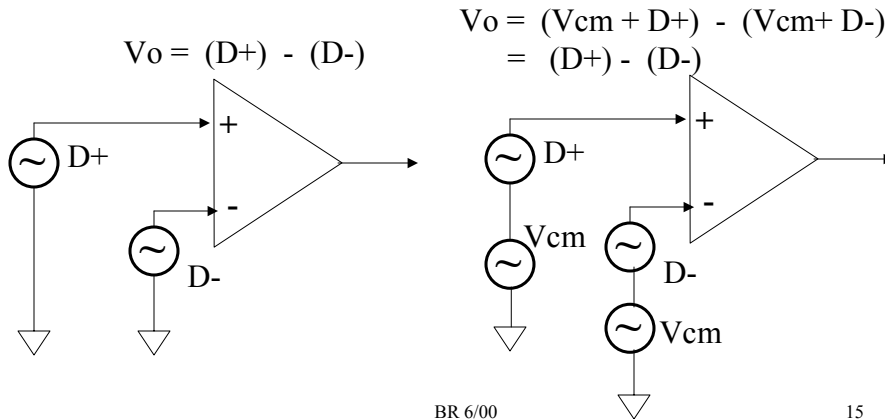 Vo = (D+) - (D-)
+
D+
-
D-
Vo = (Vcm + D+) - (Vcm+ D-)
= (D+) - (D-)
+
D+
-
Vcm
D-
Vcm
BR 6/00
15